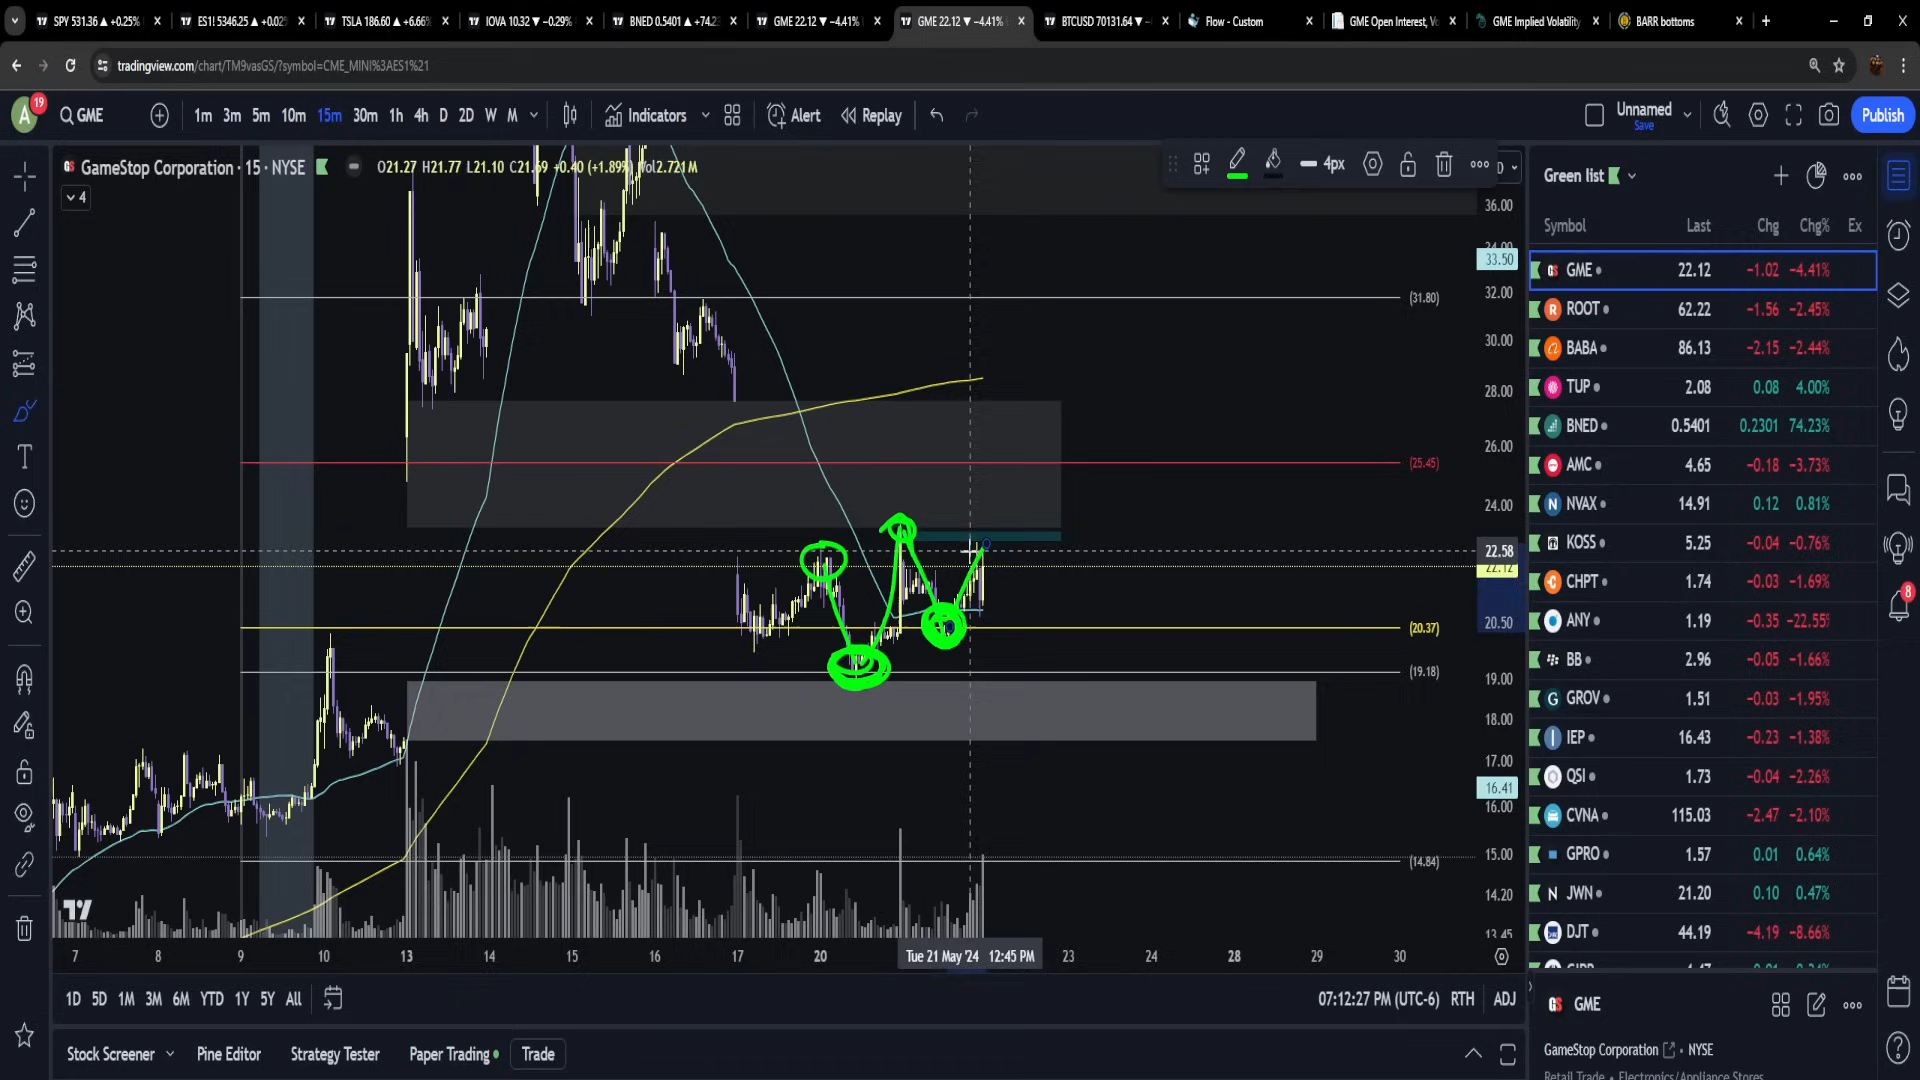 SPY 531.36 ▲ +0.25%
ES1! 5346.25 ▲ +0.02%
TSLA 186.60 ▲ +6.66%
IOVA 10.32 ▼ −0.29%
BNED 0.5401 ▲ +74.23
GME 22.12 ▼ −4.41%
GME 22.12 ▼ −4.41%
BTCUSD 70131.64 ▼
Flow - Custom
GME Open Interest, Vo
GME Implied Volatility
BARR bottoms
tradingview.com/chart/TM9vasGS/?symbol=CME_MINI%3AES1%21
A 19
GME
1m 3m 5m 10m 15m 30m 1h 4h D 2D W M
Indicators
Alert
Replay
Unnamed
Save
Publish
GameStop Corporation · 15 · NYSE
O21.27 H21.77 L21.10 C21.69 +0.40 (+1.89%) Vol2.721M
4
4px
36.00
34.00
33.50
(31.80)
32.00
30.00
28.00
26.00
(25.45)
24.00
22.58
22.12
20.50
(20.37)
(19.18)
19.00
18.00
17.00
16.41
16.00
15.00
(14.84)
14.20
13.45
7 8 9 10 13 14 15 16 17 20 Tue 21 May '24 12:45 PM 23 24 28 29 30
1D 5D 1M 3M 6M YTD 1Y 5Y All
07:12:27 PM (UTC-6) RTH ADJ
Stock Screener
Pine Editor
Strategy Tester
Paper Trading
Trade
Green list
Symbol Last Chg Chg% Ex
GME 22.12 −1.02 −4.41%
ROOT 62.22 −1.56 −2.45%
BABA 86.13 −2.15 −2.44%
TUP 2.08 0.08 4.00%
BNED 0.5401 0.2301 74.23%
AMC 4.65 −0.18 −3.73%
NVAX 14.91 0.12 0.81%
KOSS 5.25 −0.04 −0.76%
CHPT 1.74 −0.03 −1.69%
ANY 1.19 −0.35 −22.55%
BB 2.96 −0.05 −1.66%
GROV 1.51 −0.03 −1.95%
IEP 16.43 −0.23 −1.38%
QSI 1.73 −0.04 −2.26%
CVNA 115.03 −2.47 −2.10%
GPRO 1.57 0.01 0.64%
JWN 21.20 0.10 0.47%
DJT 44.19 −4.19 −8.66%
8
GME
GameStop Corporation · NYSE
Retail Trade · Electronics/Appliance Stores